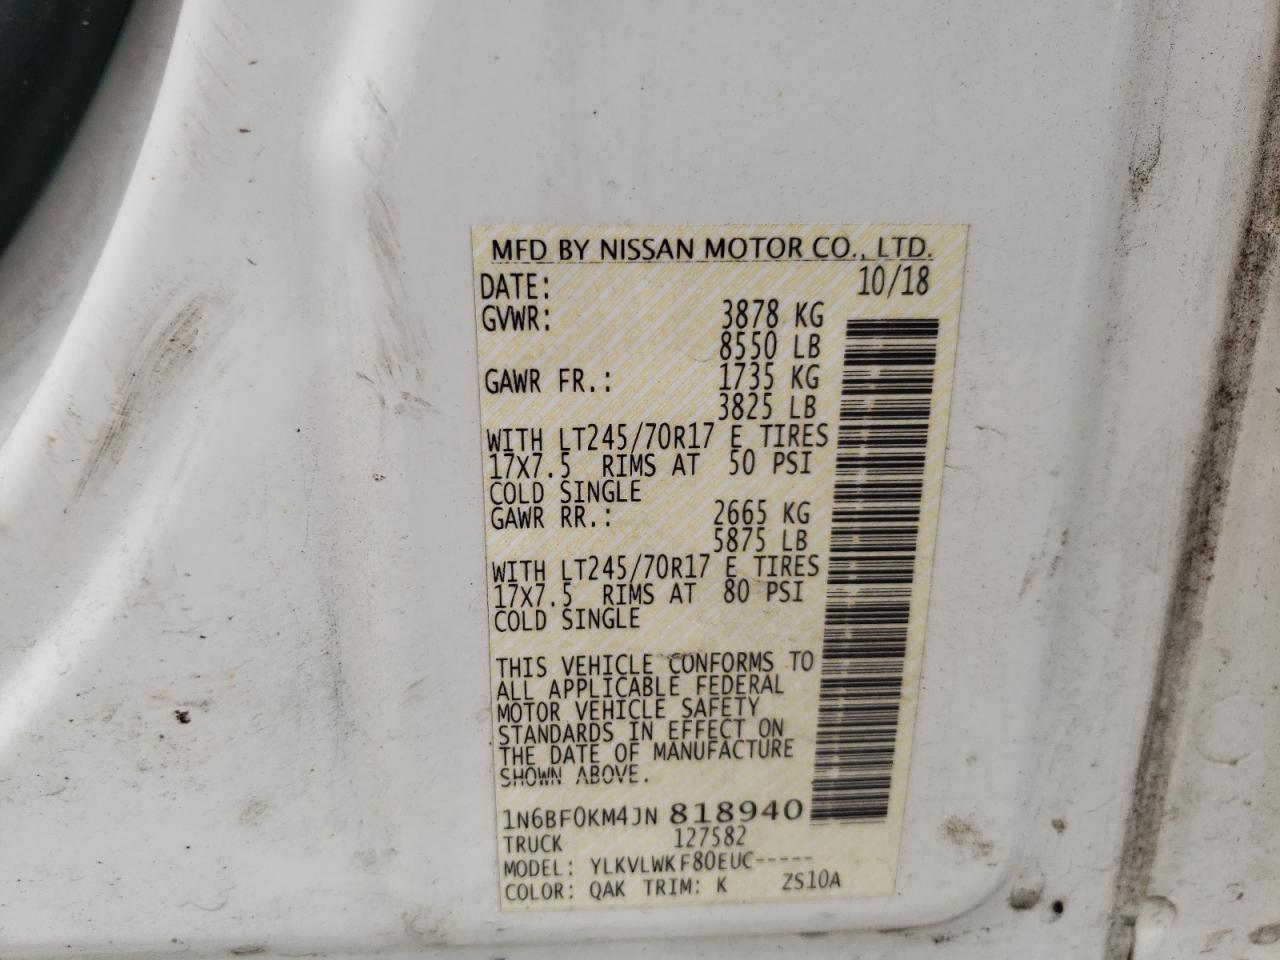 MFD BY NISSAN MOTOR CO., LTD.
DATE: 10/18
GVWR: 3878 KG
8550 LB
GAWR FR.: 1735 KG
3825 LB
WITH LT245/70R17 E TIRES
17X7.5 RIMS AT 50 PSI
COLD SINGLE
GAWR RR.: 2665 KG
5875 LB
WITH LT245/70R17 E TIRES
17X7.5 RIMS AT 80 PSI
COLD SINGLE
THIS VEHICLE CONFORMS TO
ALL APPLICABLE FEDERAL
MOTOR VEHICLE SAFETY
STANDARDS IN EFFECT ON
THE DATE OF MANUFACTURE
SHOWN ABOVE.
1N6BF0KM4JN 818940
TRUCK 127582
MODEL: YLKVLWKF80EUC-----
COLOR: QAK TRIM: K ZS10A